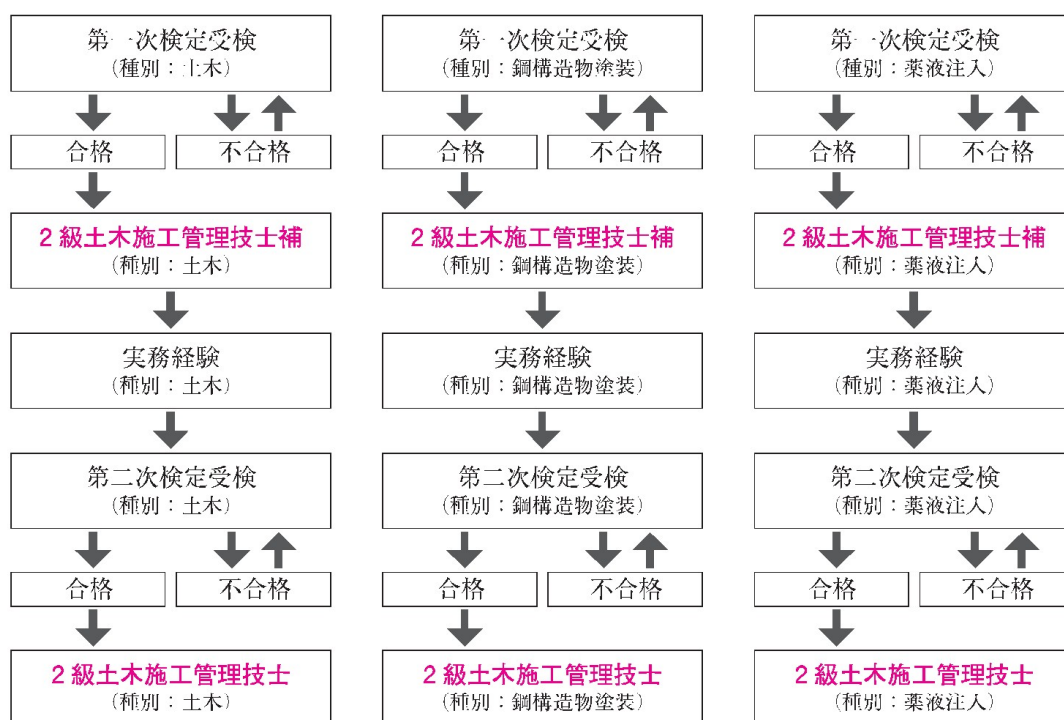 第一次検定受検
（種別：土木）
合格
不合格
2 級土木施工管理技士補
（種別：土木）
実務経験
（種別：土木）
第二次検定受検
（種別：土木）
合格
不合格
2 級土木施工管理技士
（種別：土木）
第一次検定受検
（種別：鋼構造物塗装）
合格
不合格
2 級土木施工管理技士補
（種別：鋼構造物塗装）
実務経験
（種別：鋼構造物塗装）
第二次検定受検
（種別：鋼構造物塗装）
合格
不合格
2 級土木施工管理技士
（種別：鋼構造物塗装）
第一次検定受検
（種別：薬液注入）
合格
不合格
2 級土木施工管理技士補
（種別：薬液注入）
実務経験
（種別：薬液注入）
第二次検定受検
（種別：薬液注入）
合格
不合格
2 級土木施工管理技士
（種別：薬液注入）